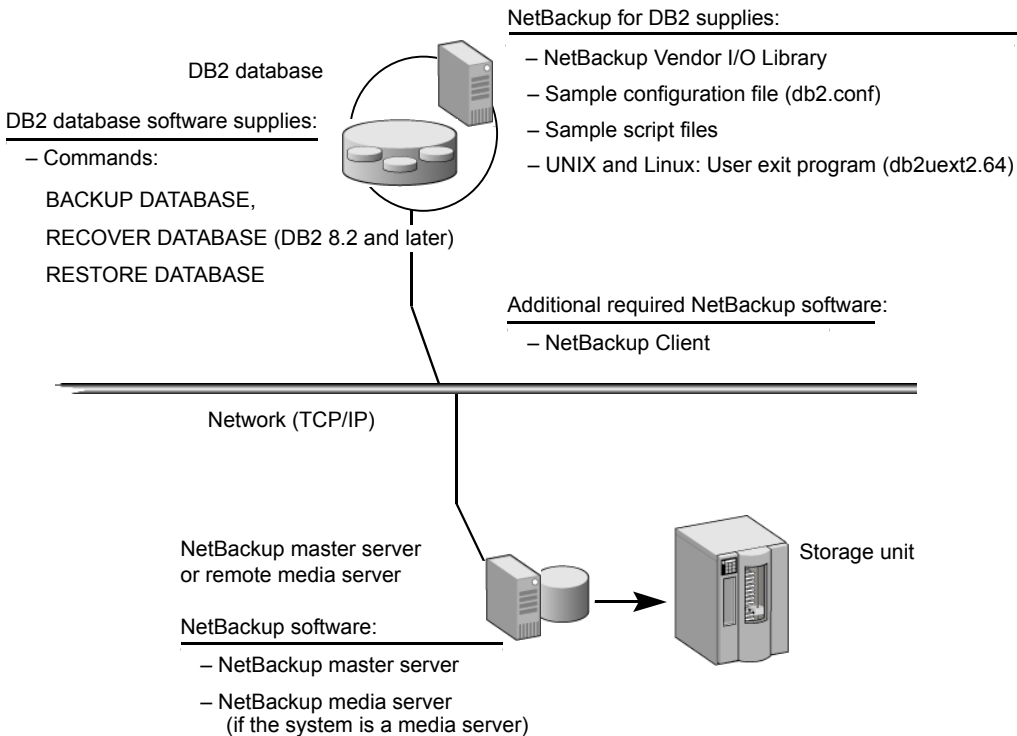 NetBackup for DB2 supplies:
– NetBackup Vendor I/O Library
– Sample configuration file (db2.conf)
– Sample script files
– UNIX and Linux: User exit program (db2uext2.64)
DB2 database
DB2 database software supplies:
– Commands:
BACKUP DATABASE,
RECOVER DATABASE (DB2 8.2 and later)
RESTORE DATABASE
Additional required NetBackup software:
– NetBackup Client
Network (TCP/IP)
NetBackup master server
or remote media server
Storage unit
NetBackup software:
– NetBackup master server
– NetBackup media server
(if the system is a media server)